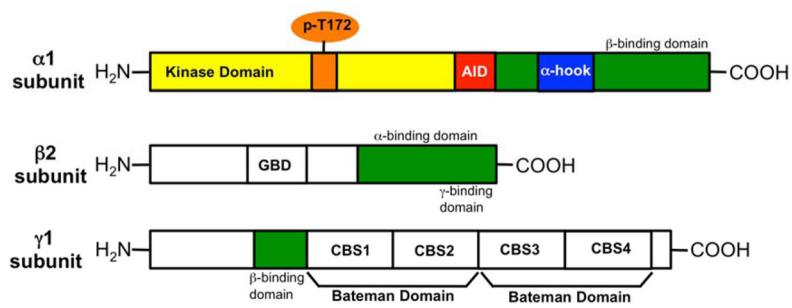 p-T172
β-binding domain
α1
subunit
H₂N
Kinase Domain
AID
α-hook
COOH
α-binding domain
β2
subunit
H₂N
GBD
COOH
γ-binding
domain
γ1
subunit
H₂N
CBS1
CBS2
CBS3
CBS4
COOH
β-binding
domain
Bateman Domain
Bateman Domain